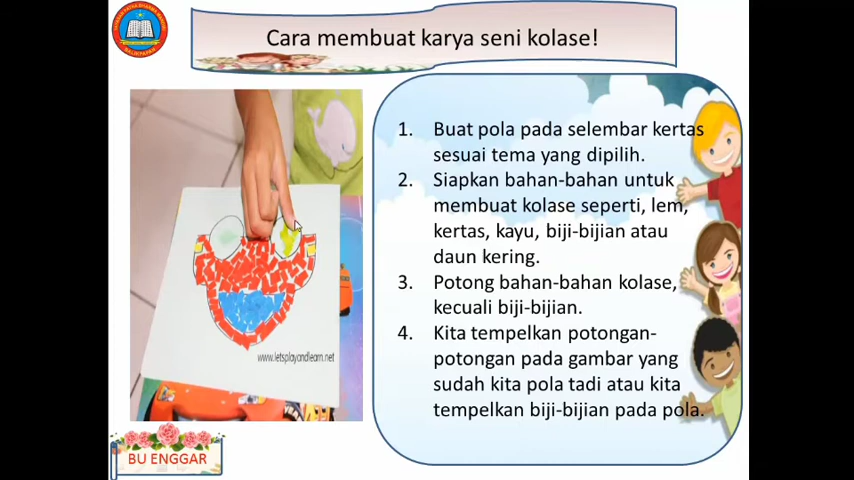 Cara membuat karya seni kolase!
1. Buat pola pada selembar kertas
sesuai tema yang dipilih.
2. Siapkan bahan-bahan untuk
membuat kolase seperti, lem,
kertas, kayu, biji-bijian atau
daun kering.
3. Potong bahan-bahan kolase,
kecuali biji-bijian.
4. Kita tempelkan potongan-
potongan pada gambar yang
sudah kita pola tadi atau kita
tempelkan biji-bijian pada pola.
www.letsplayandlearn.net
BU ENGGAR